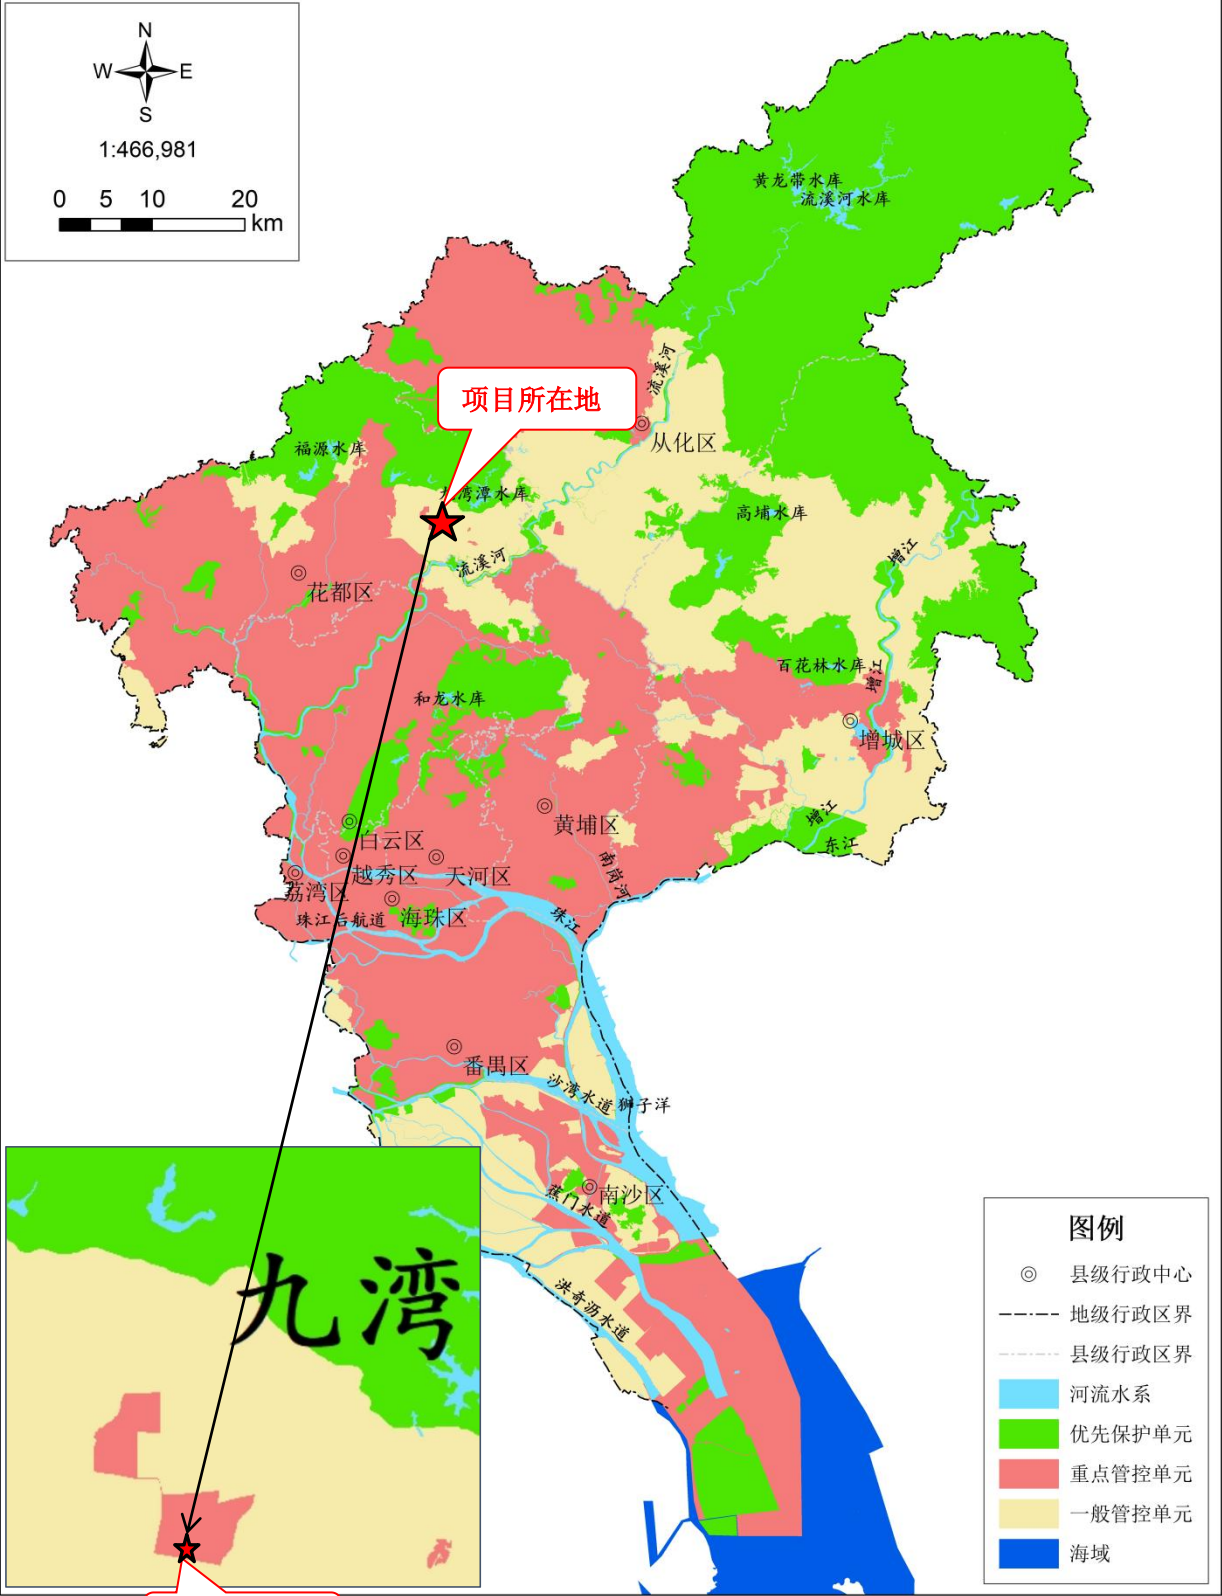 N
W
E
S
1:466,981
0 5 10 20
km
黄龙带水库
流溪河水库
流溪河
项目所在地
从化区
福源水库
湾潭水库
高埔水库
增江
流溪河
花都区
百花林水库
增江
和龙水库
增城区
黄埔区
增江
白云区
东江
越秀区
天河区
荔湾区
南岗河
海珠区
珠江后航道
珠江
番禺区
沙湾水道
狮子洋
南沙区
蕉门水道
洪奇沥水道
九湾
图例
县级行政中心
地级行政区界
县级行政区界
河流水系
优先保护单元
重点管控单元
一般管控单元
海域